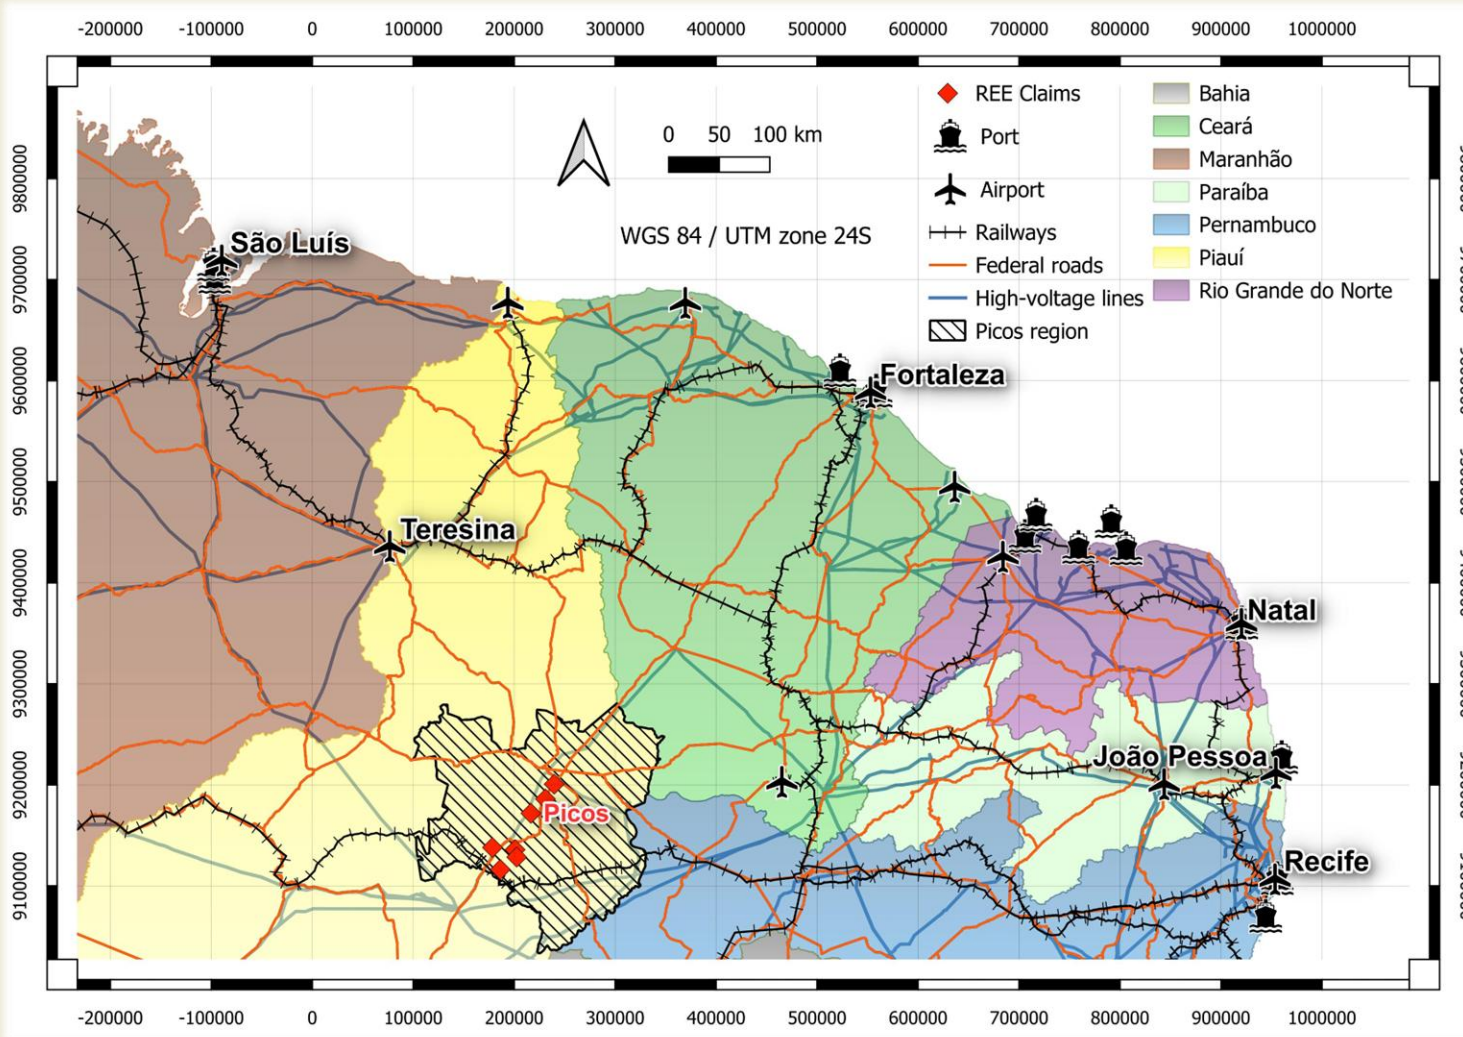 -200000 -100000 0 100000 200000 300000 400000 500000 600000 700000 800000 900000 1000000
REE Claims
Port
Airport
Railways
Federal roads
High-voltage lines
Picos region
Bahia
Ceará
Maranhão
Paraíba
Pernambuco
Piauí
Rio Grande do Norte
0 50 100 km
WGS 84 / UTM zone 24S
9800000
9700000
9600000
9500000
9400000
9300000
9200000
9100000
São Luís
Fortaleza
Teresina
Natal
João Pessoa
Picos
Recife
-200000 -100000 0 100000 200000 300000 400000 500000 600000 700000 800000 900000 1000000